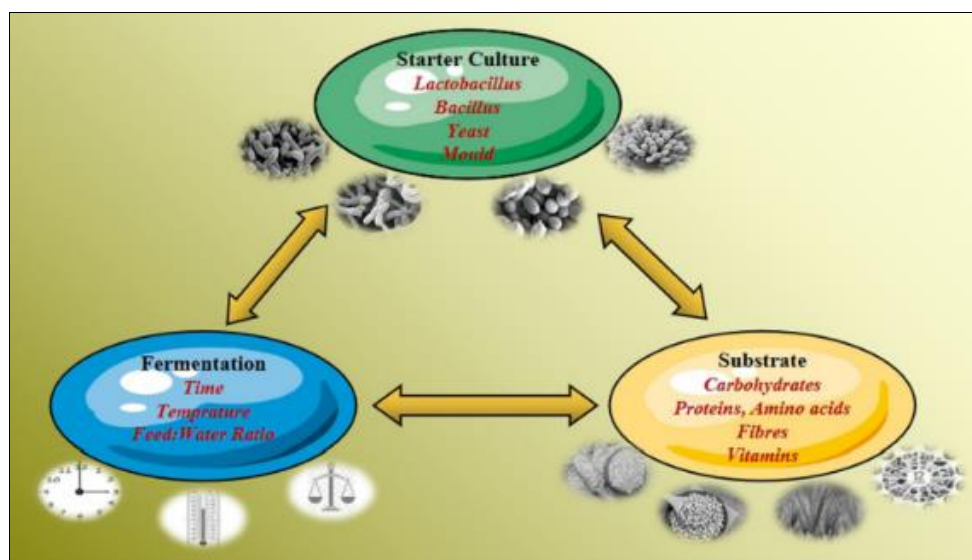 Starter Culture
Lactobacillus
Bacillus
Yeast
Mould
Fermentation
Time
Temprature
Feed:Water Ratio
Substrate
Carbohydrates
Proteins, Amino acids
Fibres
Vitamins